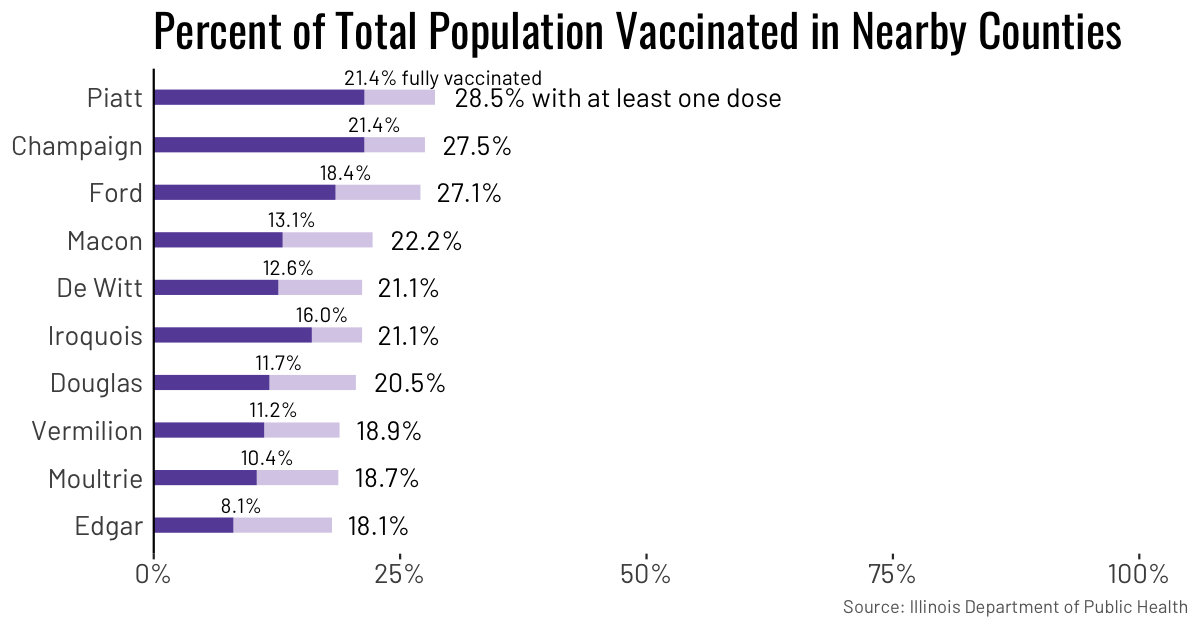 Percent of Total Population Vaccinated in Nearby Counties
21.4% fully vaccinated
Piatt 28.5% with at least one dose
21.4%
Champaign 27.5%
18.4%
Ford 27.1%
13.1%
Macon 22.2%
12.6%
De Witt 21.1%
16.0%
Iroquois 21.1%
11.7%
Douglas 20.5%
11.2%
Vermilion 18.9%
10.4%
Moultrie 18.7%
8.1%
Edgar 18.1%
0% 25% 50% 75% 100%
Source: Illinois Department of Public Health